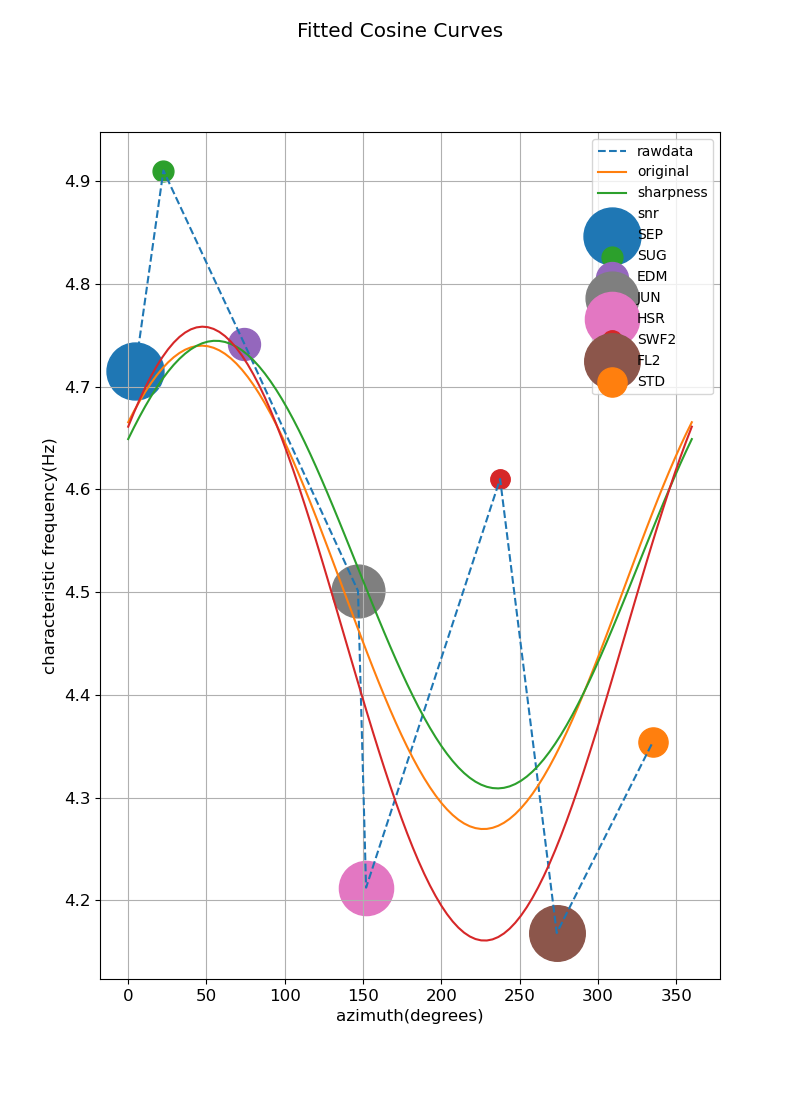 Fitted Cosine Curves
rawdata
original
sharpness
snr
SEP
SUG
EDM
JUN
HSR
SWF2
FL2
STD
characteristic frequency(Hz)
4.9
4.8
4.7
4.6
4.5
4.4
4.3
4.2
0 50 100 150 200 250 300 350
azimuth(degrees)